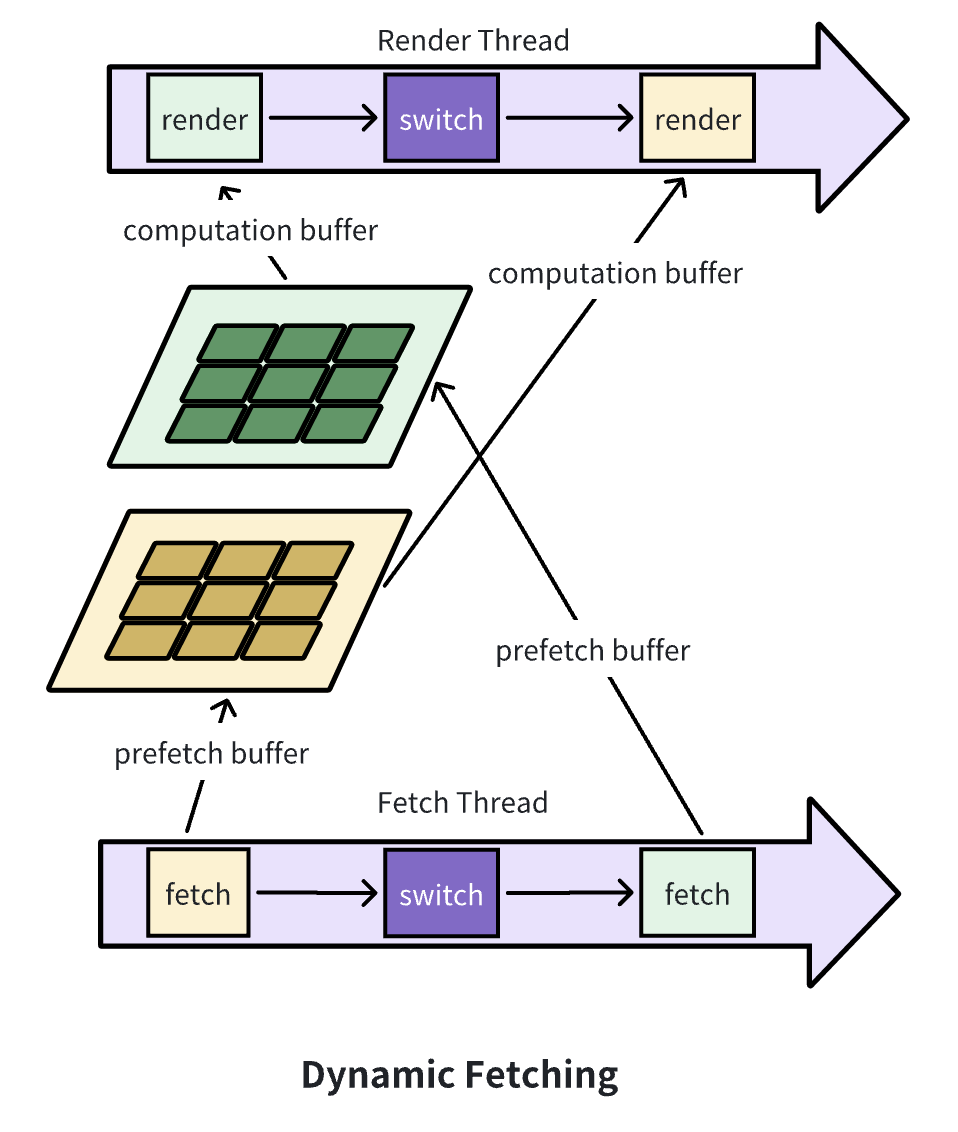 Render Thread
render
switch
render
computation buffer
computation buffer
prefetch buffer
prefetch buffer
Fetch Thread
fetch
switch
fetch
Dynamic Fetching